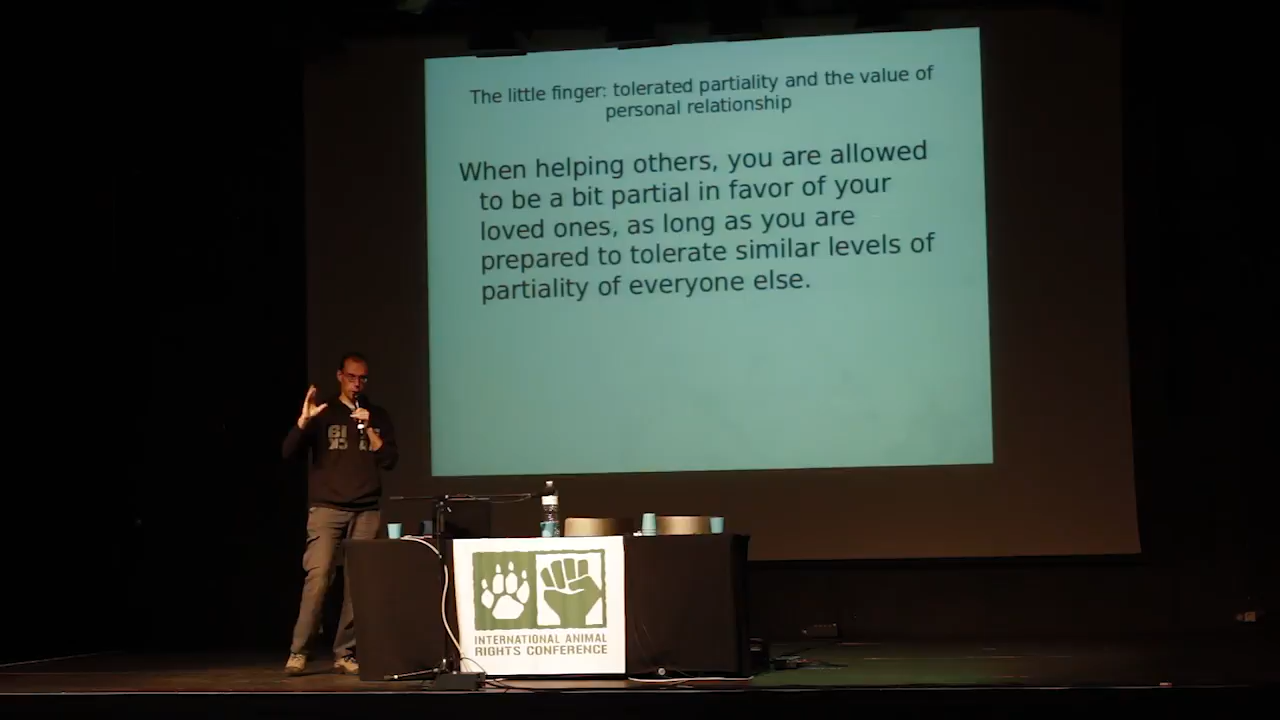 The little finger: tolerated partiality and the value of
personal relationship
When helping others, you are allowed
to be a bit partial in favor of your
loved ones, as long as you are
prepared to tolerate similar levels of
partiality of everyone else.
INTERNATIONAL ANIMAL
RIGHTS CONFERENCE